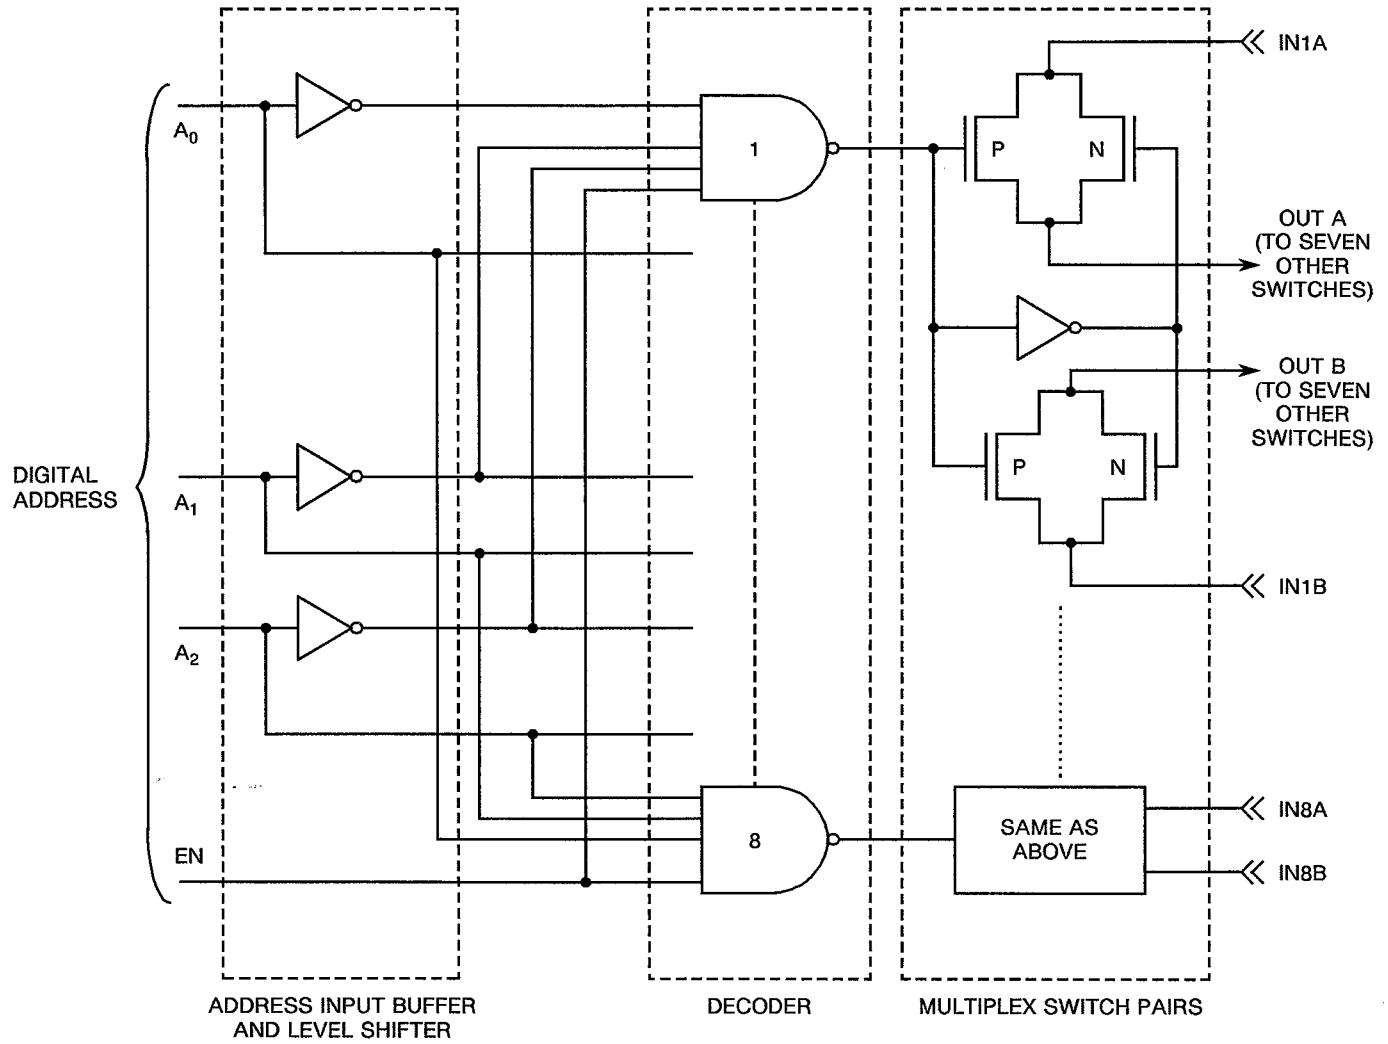 IN1A
A0
1
P
N
OUT A
(TO SEVEN
OTHER
SWITCHES)
OUT B
(TO SEVEN
OTHER
SWITCHES)
P
N
DIGITAL
ADDRESS
A1
IN1B
A2
IN8A
SAME AS
ABOVE
8
EN
IN8B
ADDRESS INPUT BUFFER
AND LEVEL SHIFTER
DECODER
MULTIPLEX SWITCH PAIRS